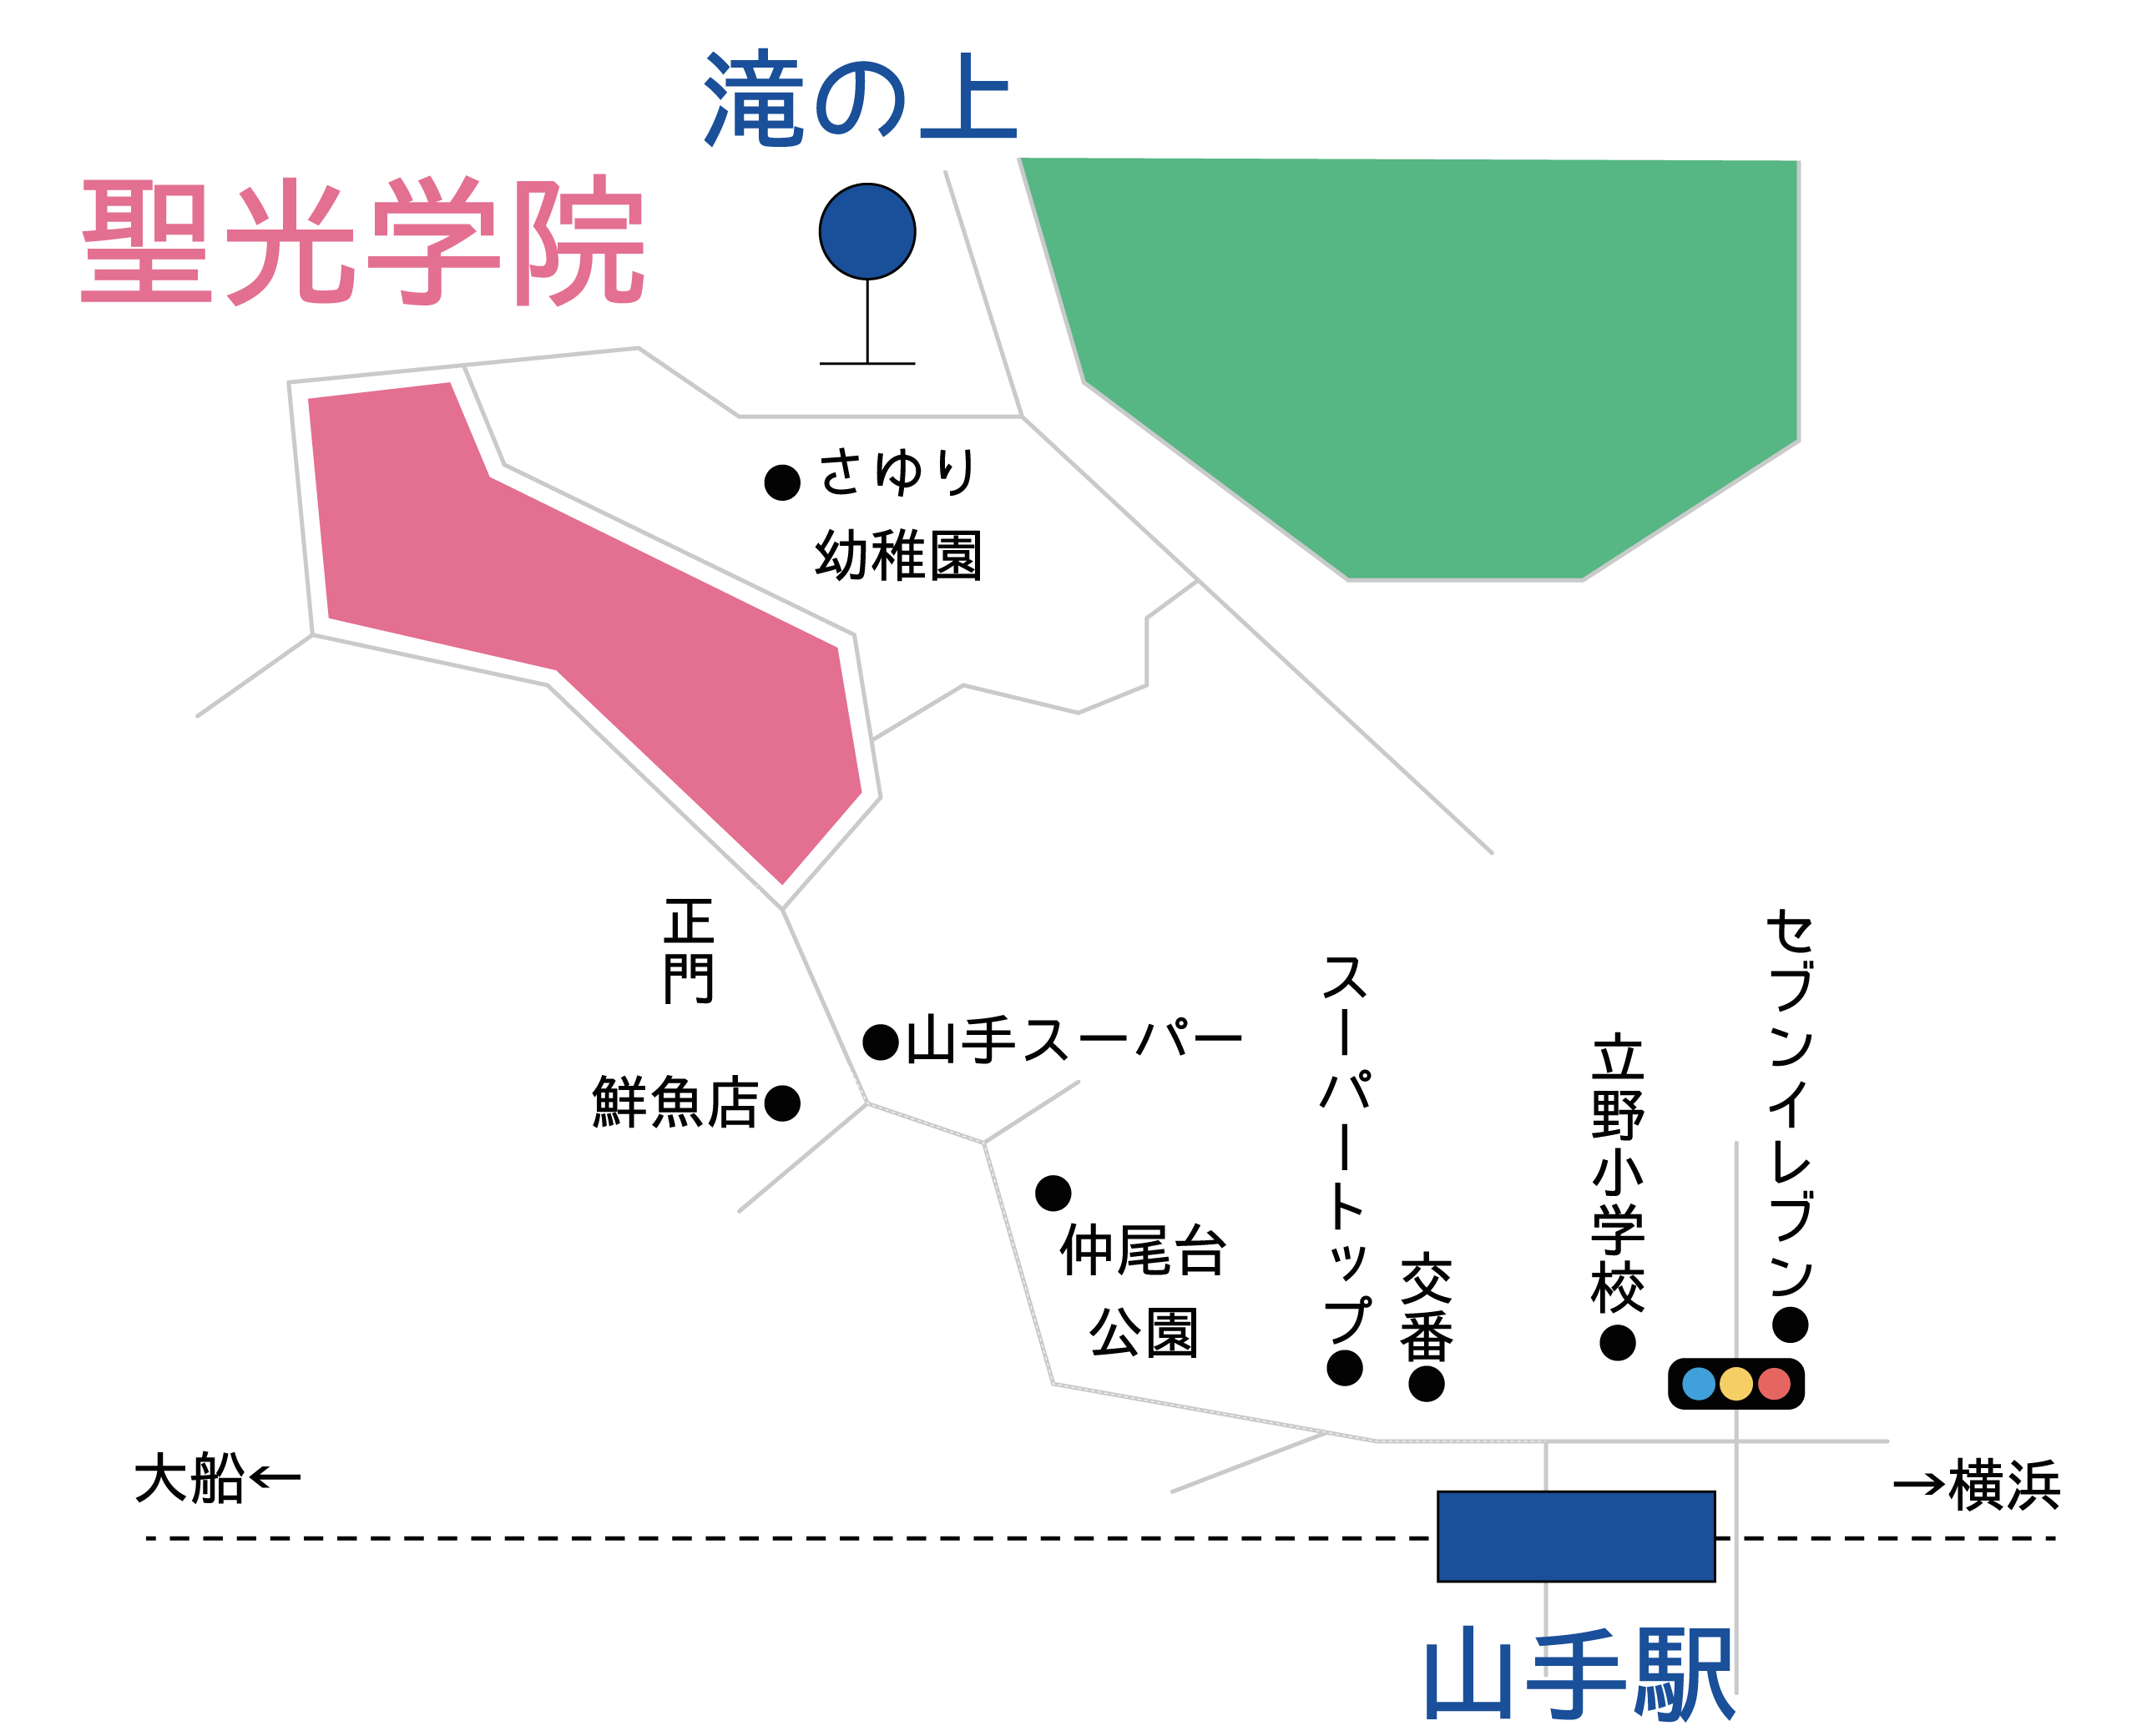 滝の上
聖光学院
さゆり
幼稚園
正門
山手スーパー
鮮魚店
仲尾台
公園
スーパートップ
交番
立野小学校
セブンイレブン
大船←
→横浜
山手駅